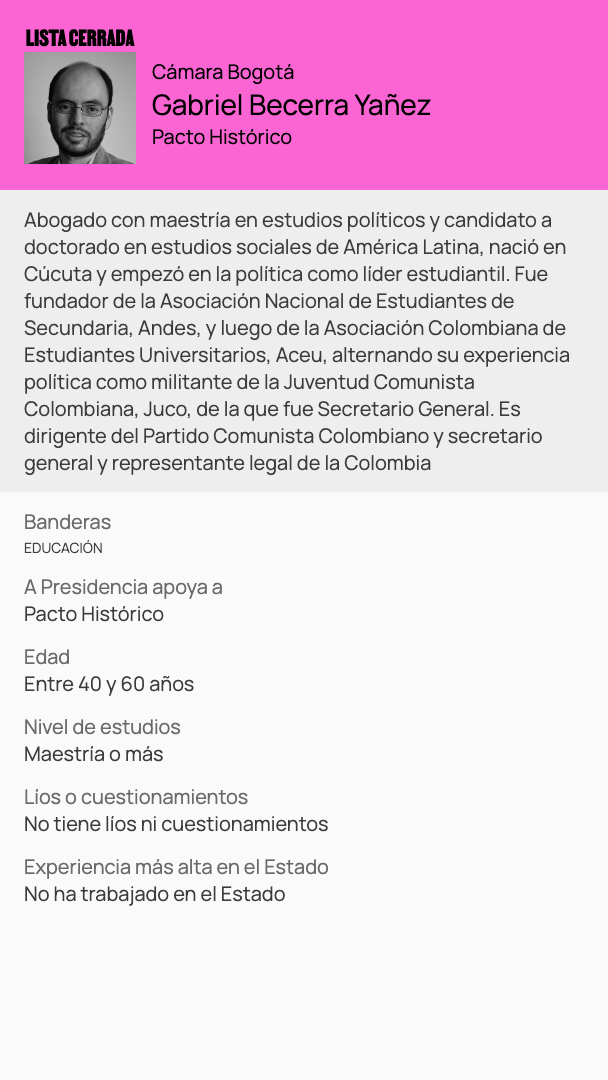 LISTA CERRADA
Cámara Bogotá
Gabriel Becerra Yañez
Pacto Histórico
Abogado con maestría en estudios políticos y candidato a
doctorado en estudios sociales de América Latina, nació en
Cúcuta y empezó en la política como líder estudiantil. Fue
fundador de la Asociación Nacional de Estudiantes de
Secundaria, Andes, y luego de la Asociación Colombiana de
Estudiantes Universitarios, Aceu, alternando su experiencia
política como militante de la Juventud Comunista
Colombiana, Juco, de la que fue Secretario General. Es
dirigente del Partido Comunista Colombiano y secretario
general y representante legal de la Colombia
Banderas
EDUCACIÓN
A Presidencia apoya a
Pacto Histórico
Edad
Entre 40 y 60 años
Nivel de estudios
Maestría o más
Líos o cuestionamientos
No tiene líos ni cuestionamientos
Experiencia más alta en el Estado
No ha trabajado en el Estado